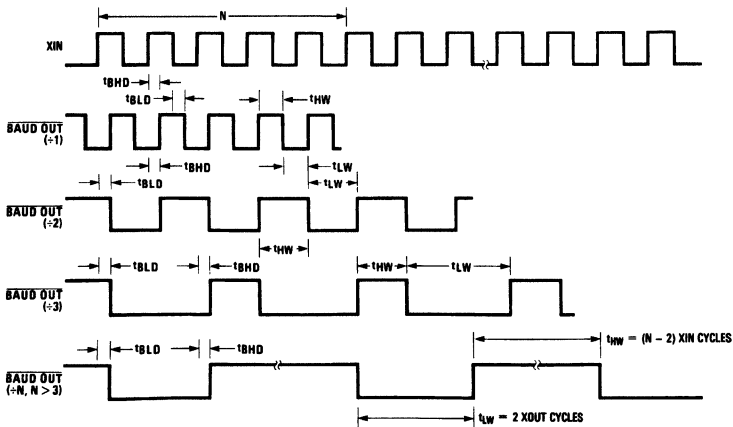 N
XIN
tBHD
tBLD
tHW
BAUD OUT
(÷1)
tBHD
tLW
tBLD
tLW
BAUD OUT
(÷2)
tHW
tBLD
tBHD
tHW
tLW
BAUD OUT
(÷3)
tHW = (N - 2) XIN CYCLES
tBLD
tBHD
BAUD OUT
(÷N, N > 3)
tLW = 2 XOUT CYCLES